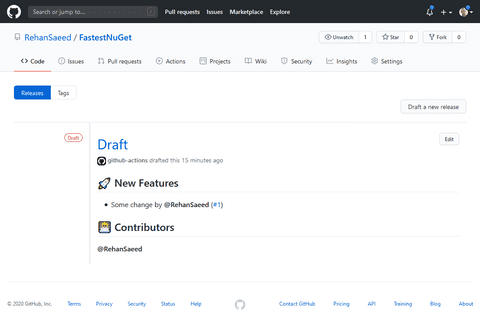 Search or jump to...
/
Pull requests Issues Marketplace Explore
RehanSaeed / FastestNuGet
Unwatch 1 Star 0 Fork 0
Code Issues Pull requests Actions Projects Wiki Security Insights Settings
Releases Tags
Draft a new release
Draft
Draft
Edit
github-actions drafted this 15 minutes ago
New Features
Some change by @RehanSaeed (#1)
Contributors
@RehanSaeed
© 2020 GitHub, Inc. Terms Privacy Security Status Help Contact GitHub Pricing API Training Blog About